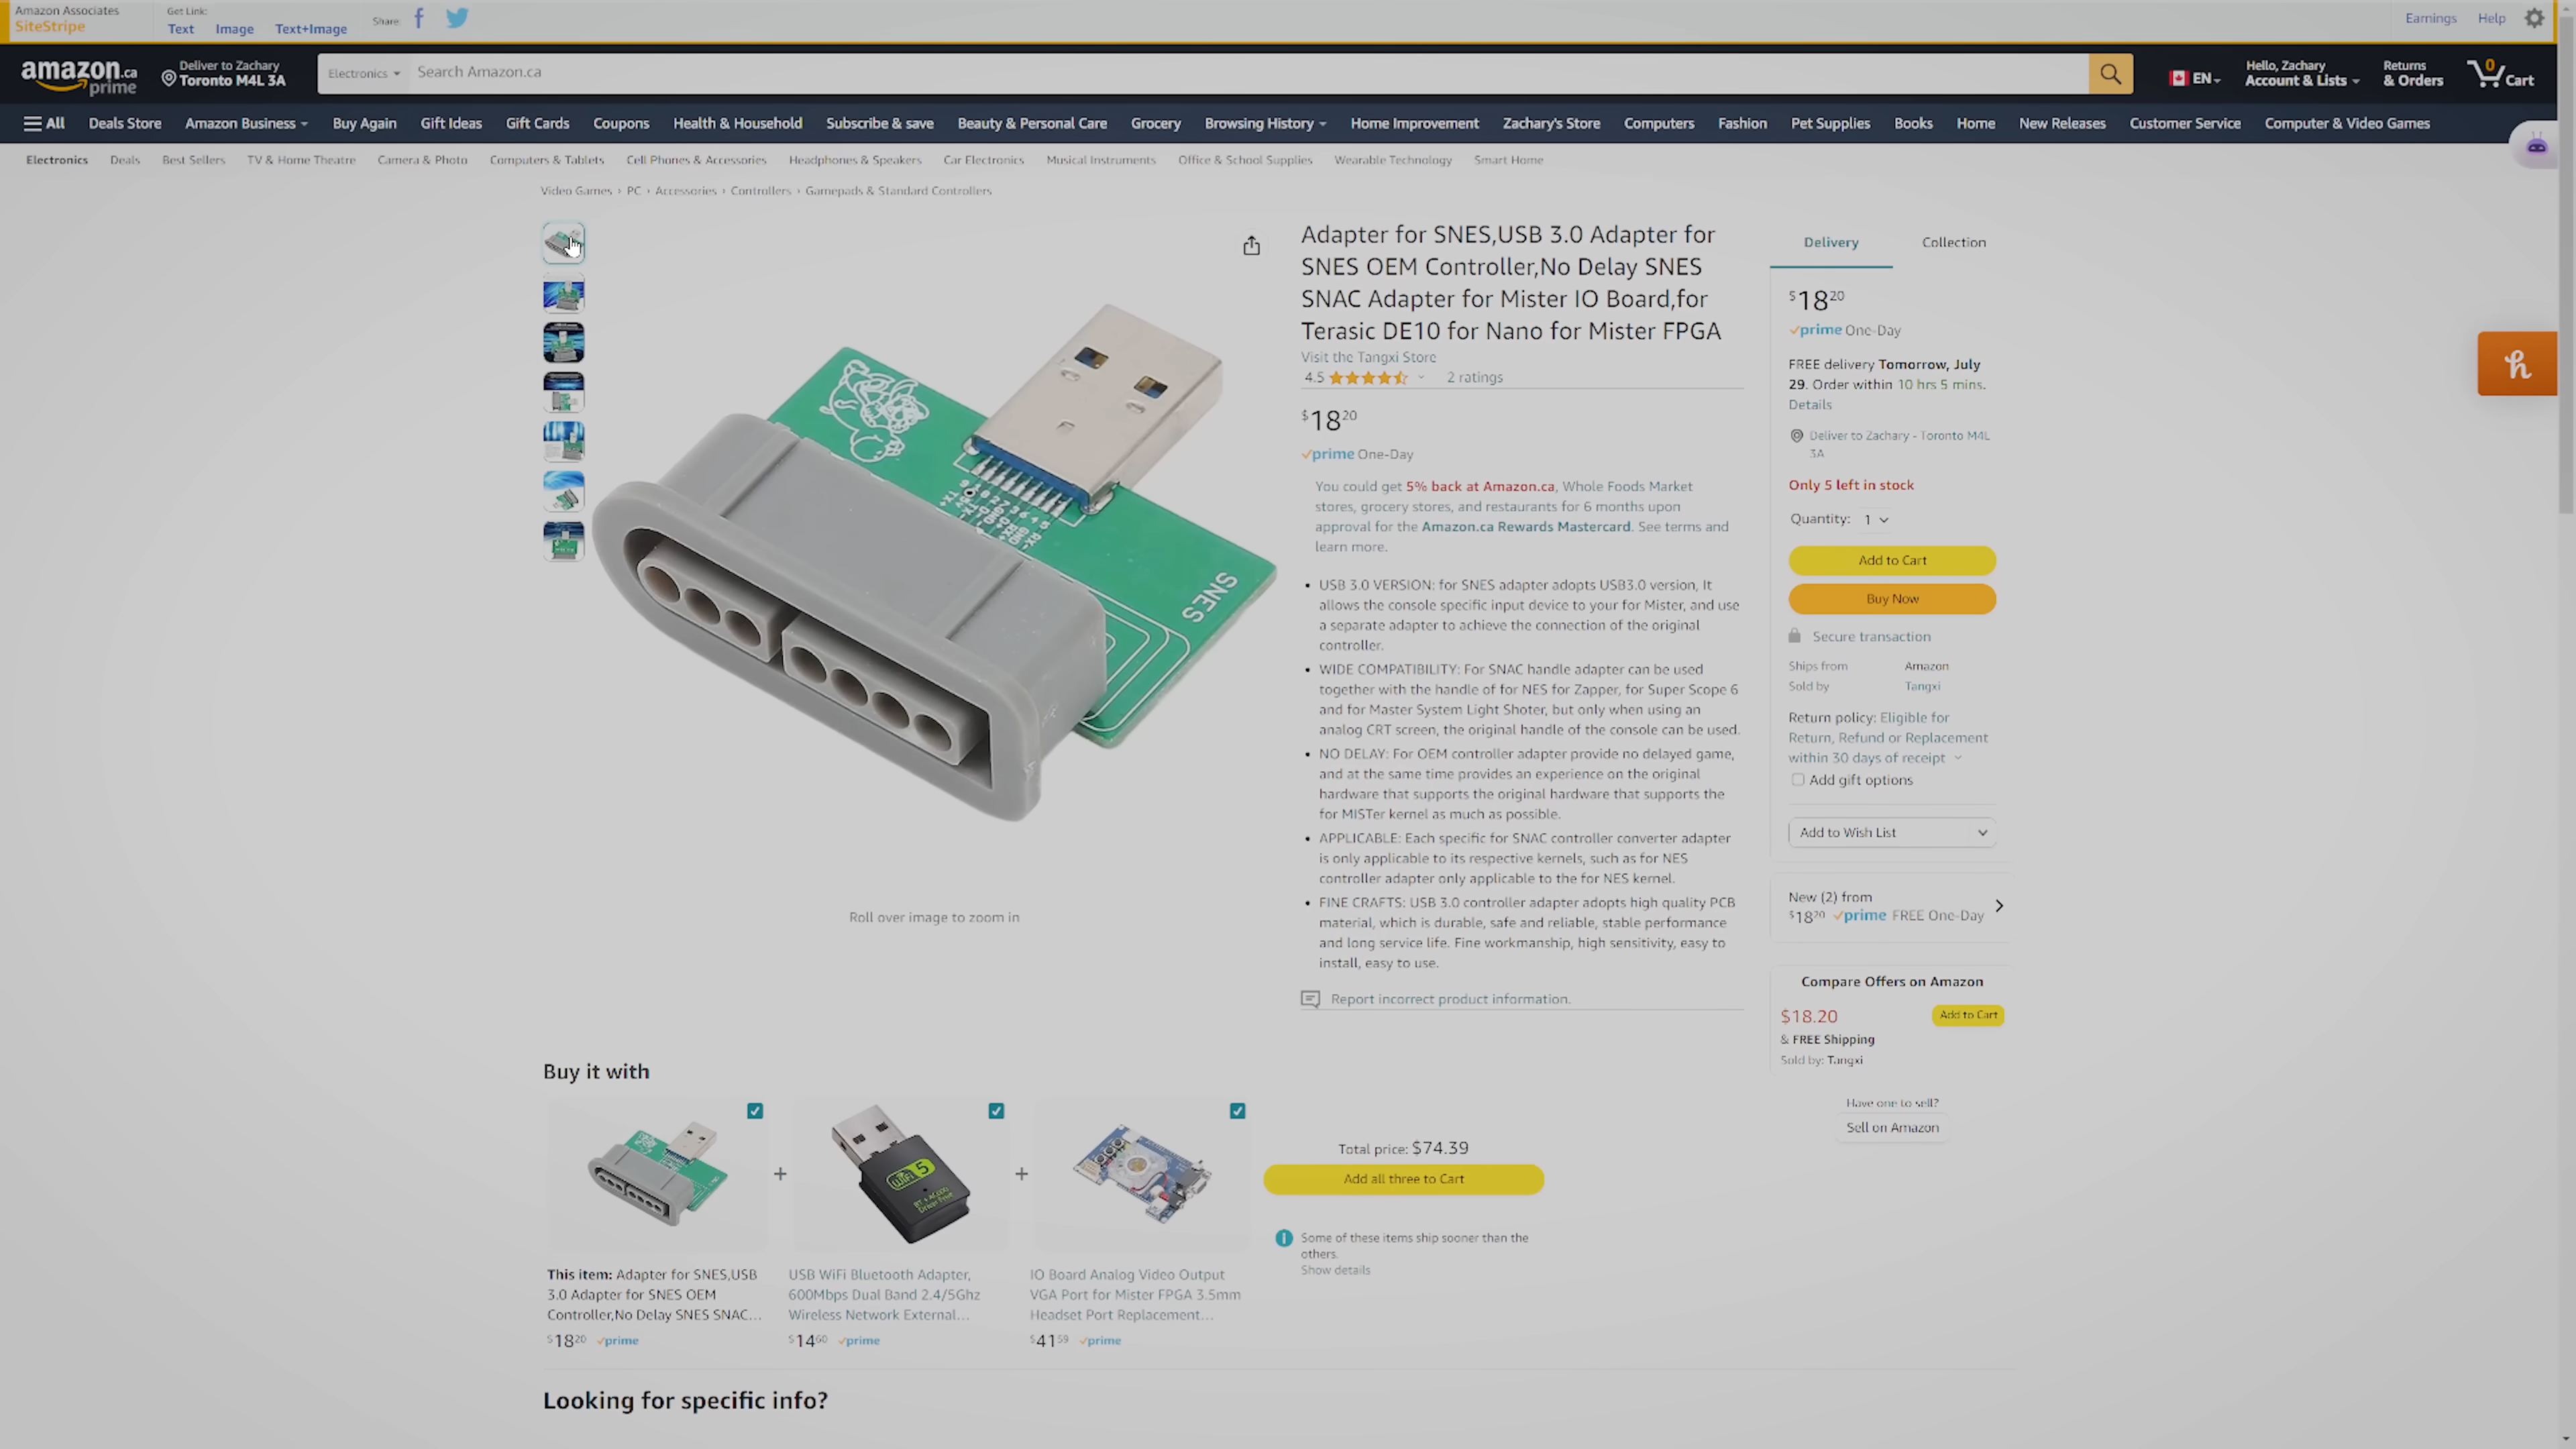 Amazon Associates
SiteStripe
Get Link:
Text Image Text+Image
Share:
Earnings Help
amazon.ca
prime
Deliver to Zachary
Toronto M4L 3A
Electronics
Search Amazon.ca
EN
Hello, Zachary
Account & Lists
Returns
& Orders
0
Cart
All Deals Store Amazon Business Buy Again Gift Ideas Gift Cards Coupons Health & Household Subscribe & save Beauty & Personal Care Grocery Browsing History Home Improvement Zachary's Store Computers Fashion Pet Supplies Books Home New Releases Customer Service Computer & Video Games
Electronics Deals Best Sellers TV & Home Theatre Camera & Photo Computers & Tablets Cell Phones & Accessories Headphones & Speakers Car Electronics Musical Instruments Office & School Supplies Wearable Technology Smart Home
Video Games › PC › Accessories › Controllers › Gamepads & Standard Controllers
SNES
Roll over image to zoom in
Adapter for SNES,USB 3.0 Adapter for
SNES OEM Controller,No Delay SNES
SNAC Adapter for Mister IO Board,for
Terasic DE10 for Nano for Mister FPGA
Visit the Tangxi Store
4.5 2 ratings
$18.20
prime One-Day
You could get 5% back at Amazon.ca, Whole Foods Market
stores, grocery stores, and restaurants for 6 months upon
approval for the Amazon.ca Rewards Mastercard. See terms and
learn more.
• USB 3.0 VERSION: for SNES adapter adopts USB3.0 version, It
allows the console specific input device to your for Mister, and use
a separate adapter to achieve the connection of the original
controller.
• WIDE COMPATIBILITY: For SNAC handle adapter can be used
together with the handle of for NES for Zapper, for Super Scope 6
and for Master System Light Shoter, but only when using an
analog CRT screen, the original handle of the console can be used.
• NO DELAY: For OEM controller adapter provide no delayed game,
and at the same time provides an experience on the original
hardware that supports the original hardware that supports the
for MISTer kernel as much as possible.
• APPLICABLE: Each specific for SNAC controller converter adapter
is only applicable to its respective kernels, such as for NES
controller adapter only applicable to the for NES kernel.
• FINE CRAFTS: USB 3.0 controller adapter adopts high quality PCB
material, which is durable, safe and reliable, stable performance
and long service life. Fine workmanship, high sensitivity, easy to
install, easy to use.
Report incorrect product information.
Delivery Collection
$18.20
prime One-Day
FREE delivery Tomorrow, July
29. Order within 10 hrs 5 mins.
Details
Deliver to Zachary - Toronto M4L
3A
Only 5 left in stock
Quantity: 1
Add to Cart
Buy Now
Secure transaction
Ships from Amazon
Sold by Tangxi
Return policy: Eligible for
Return, Refund or Replacement
within 30 days of receipt
Add gift options
Add to Wish List
New (2) from
$18.20 prime FREE One-Day
Compare Offers on Amazon
$18.20
Add to Cart
& FREE Shipping
Sold by: Tangxi
Have one to sell?
Sell on Amazon
Buy it with
+
WiFi 5
+
This item: Adapter for SNES,USB
3.0 Adapter for SNES OEM
Controller,No Delay SNES SNAC...
$18.20 prime
USB WiFi Bluetooth Adapter,
600Mbps Dual Band 2.4/5Ghz
Wireless Network External...
$14.60 prime
IO Board Analog Video Output
VGA Port for Mister FPGA 3.5mm
Headset Port Replacement...
$41.59 prime
Total price: $74.39
Add all three to Cart
Some of these items ship sooner than the
others.
Show details
Looking for specific info?